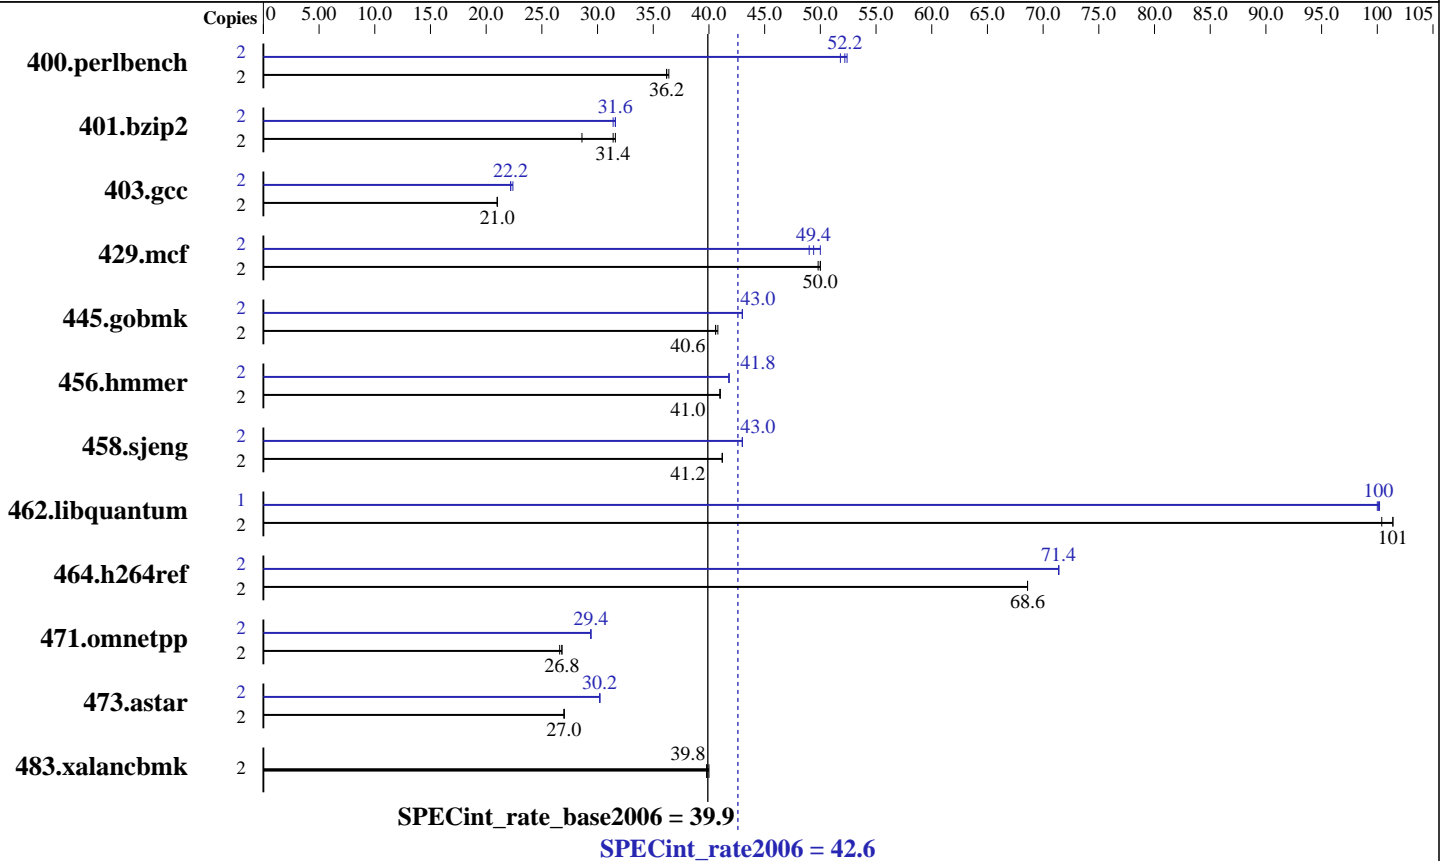 Copies 0 5.00 10.0 15.0 20.0 25.0 30.0 35.0 40.0 45.0 50.0 55.0 60.0 65.0 70.0 75.0 80.0 85.0 90.0 95.0 100 105
400.perlbench 2 52.2
2 36.2
401.bzip2 2 31.6
2 31.4
403.gcc 2 22.2
2 21.0
429.mcf 2 49.4
2 50.0
445.gobmk 2 43.0
2 40.6
456.hmmer 2 41.8
2 41.0
458.sjeng 2 43.0
2 41.2
462.libquantum 1 100
2 101
464.h264ref 2 71.4
2 68.6
471.omnetpp 2 29.4
2 26.8
473.astar 2 30.2
2 27.0
483.xalancbmk 2 39.8
SPECint_rate_base2006 = 39.9
SPECint_rate2006 = 42.6